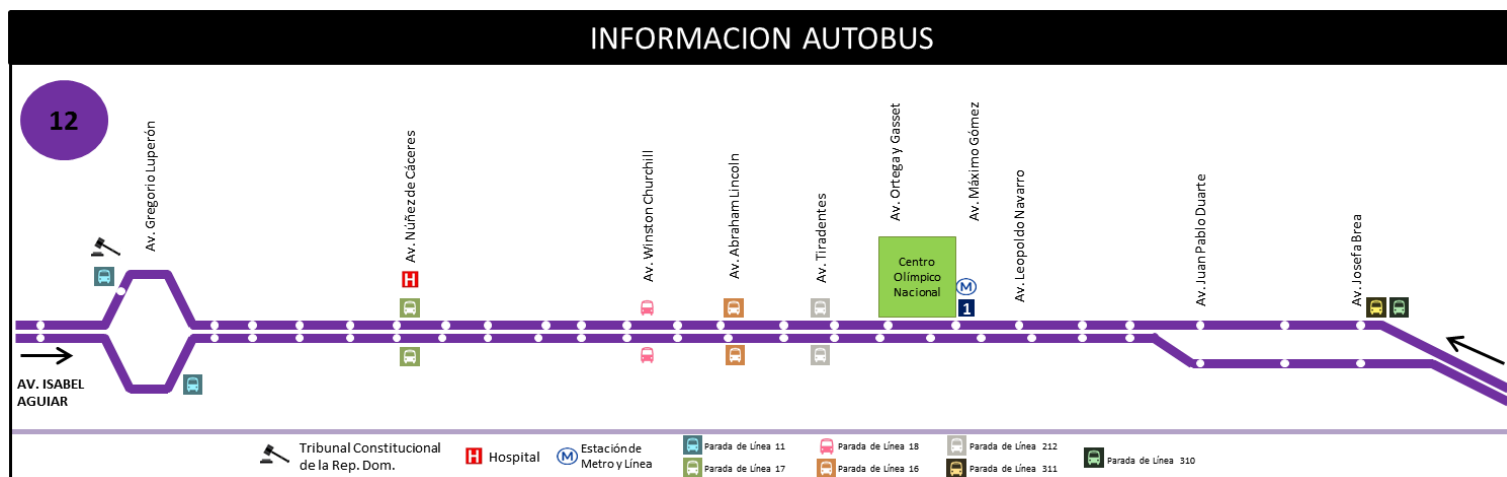 INFORMACION AUTOBUS
12
Av. Gregorio Luperón
Av. Núñez de Cáceres
Av. Winston Churchill
Av. Abraham Lincoln
Av. Tiradentes
Av. Ortega y Gasset
Av. Máximo Gómez
Av. Leopoldo Navarro
Av. Juan Pablo Duarte
Av. Josefa Brea
H
Centro
Olímpico
Nacional
M
1
AV. ISABEL
AGUIAR
Tribunal Constitucional
de la Rep. Dom.
H Hospital
M Estación de
Metro y Línea
Parada de Línea 11
Parada de Línea 17
Parada de Línea 18
Parada de Línea 16
Parada de Línea 212
Parada de Línea 311
Parada de Línea 310